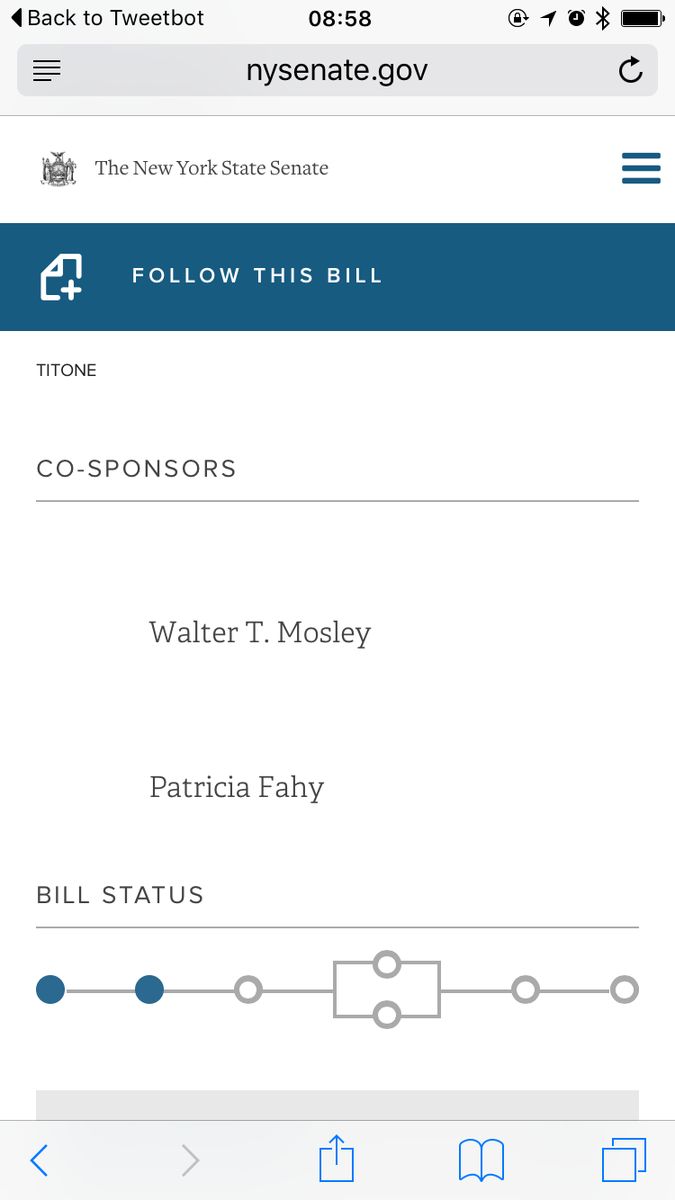 Back to Tweetbot 08:58
nysenate.gov
The New York State Senate
FOLLOW THIS BILL
TITONE
CO-SPONSORS
Walter T. Mosley
Patricia Fahy
BILL STATUS